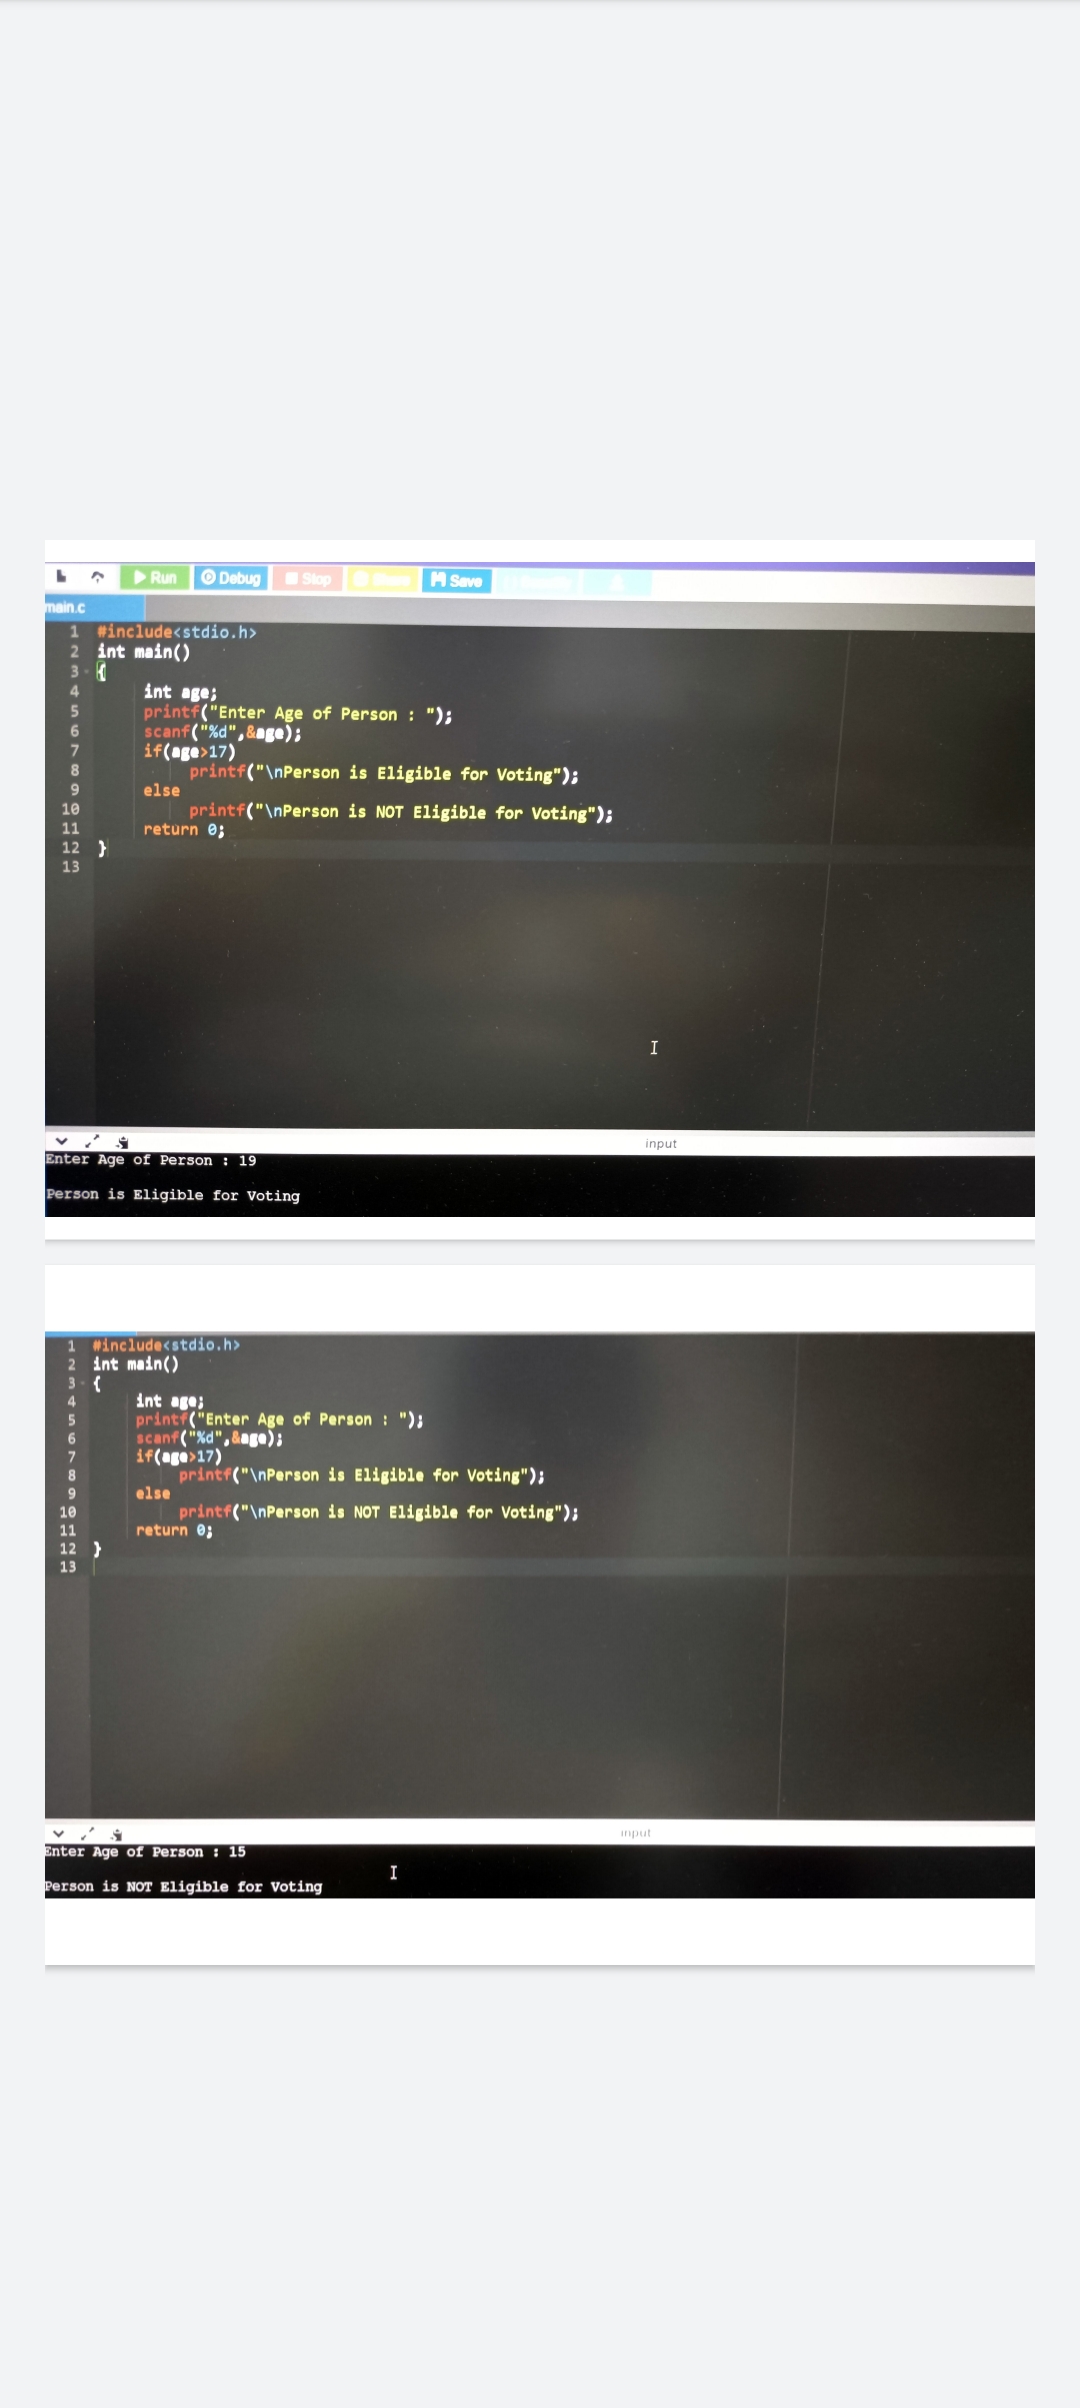 Run Debug Stop Save
main.c
1 #include<stdio.h>
2 int main()
3 {
4 int age;
5 printf("Enter Age of Person : ");
6 scanf("%d",&age);
7 if(age>17)
8 printf("\nPerson is Eligible for Voting");
9 else
10 printf("\nPerson is NOT Eligible for Voting");
11 return 0;
12 }
13
input
Enter Age of Person : 19
Person is Eligible for Voting
1 #include<stdio.h>
2 int main()
3 {
4 int age;
5 printf("Enter Age of Person : ");
6 scanf("%d",&age);
7 if(age>17)
8 printf("\nPerson is Eligible for Voting");
9 else
10 printf("\nPerson is NOT Eligible for Voting");
11 return 0;
12 }
13
input
Enter Age of Person : 15
Person is NOT Eligible for Voting